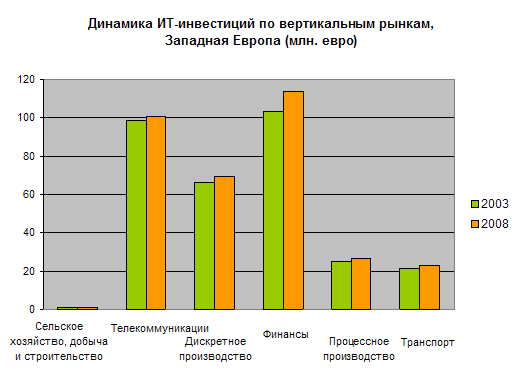 Динамика ИТ-инвестиций по вертикальным рынкам,
Западная Европа (млн. евро)
120
100
80
60
40
20
0
Сельское
хозяйство, добыча
и строительство
Телекоммуникации
Дискретное
производство
Финансы
Процессное
производство
Транспорт
2003
2008